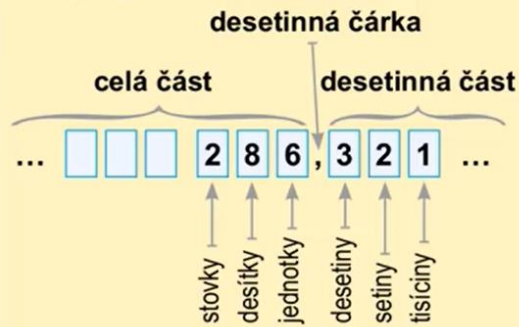 desetinná čárka
celá část desetinná část
... 2 8 6 , 3 2 1 ...
stovky desítky jednotky desetiny setiny tisíciny